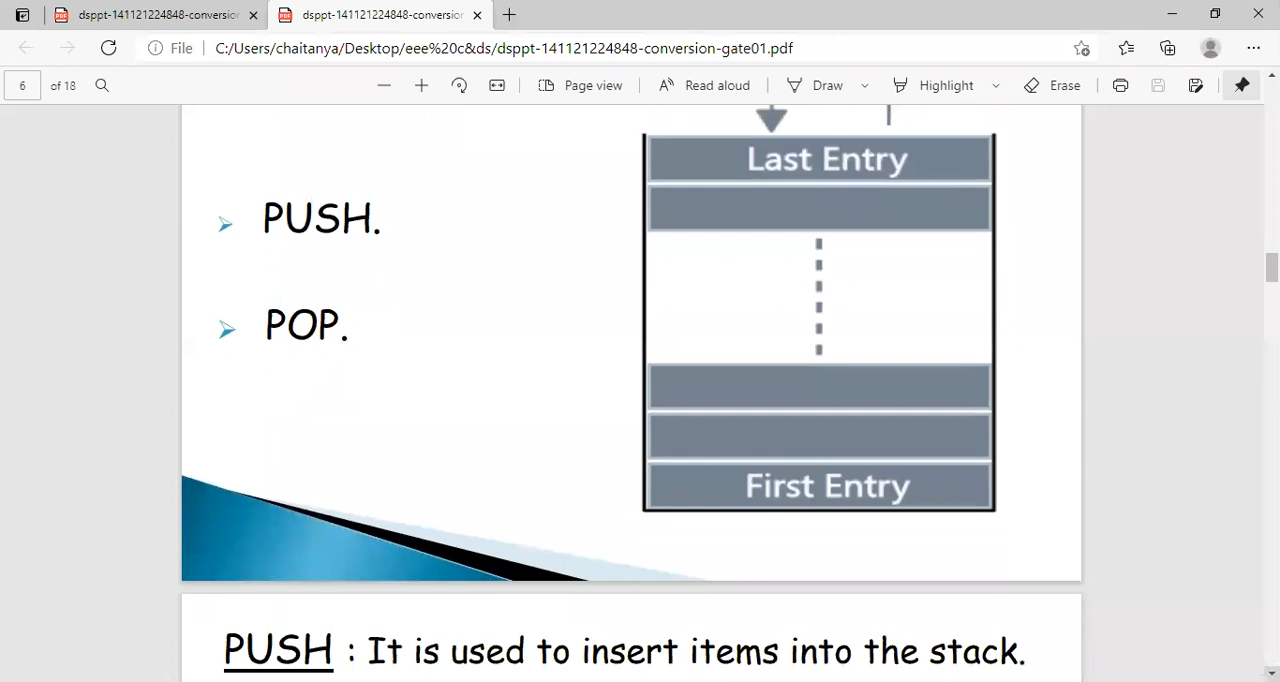 dsppt-141121224848-conversion
dsppt-141121224848-conversion
File
C:/Users/chaitanya/Desktop/eee%20c&ds/dsppt-141121224848-conversion-gate01.pdf
6 of 18
Page view
Read aloud
Draw
Highlight
Erase
Last Entry
PUSH.
POP.
First Entry
PUSH : It is used to insert items into the stack.